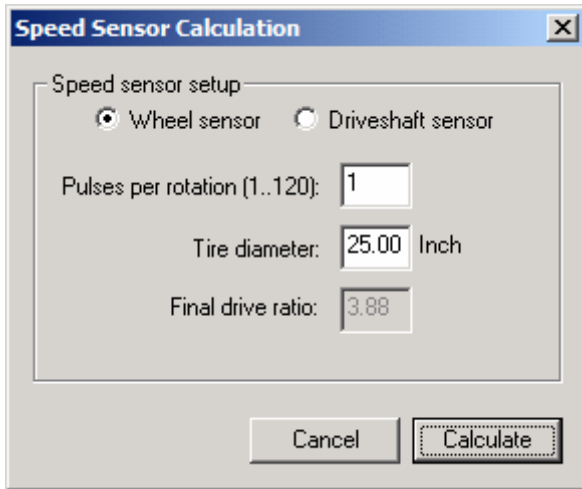 Speed Sensor Calculation
Speed sensor setup
Wheel sensor Driveshaft sensor
Pulses per rotation (1..120): 1
Tire diameter: 25.00 Inch
Final drive ratio: 3.88
Cancel Calculate